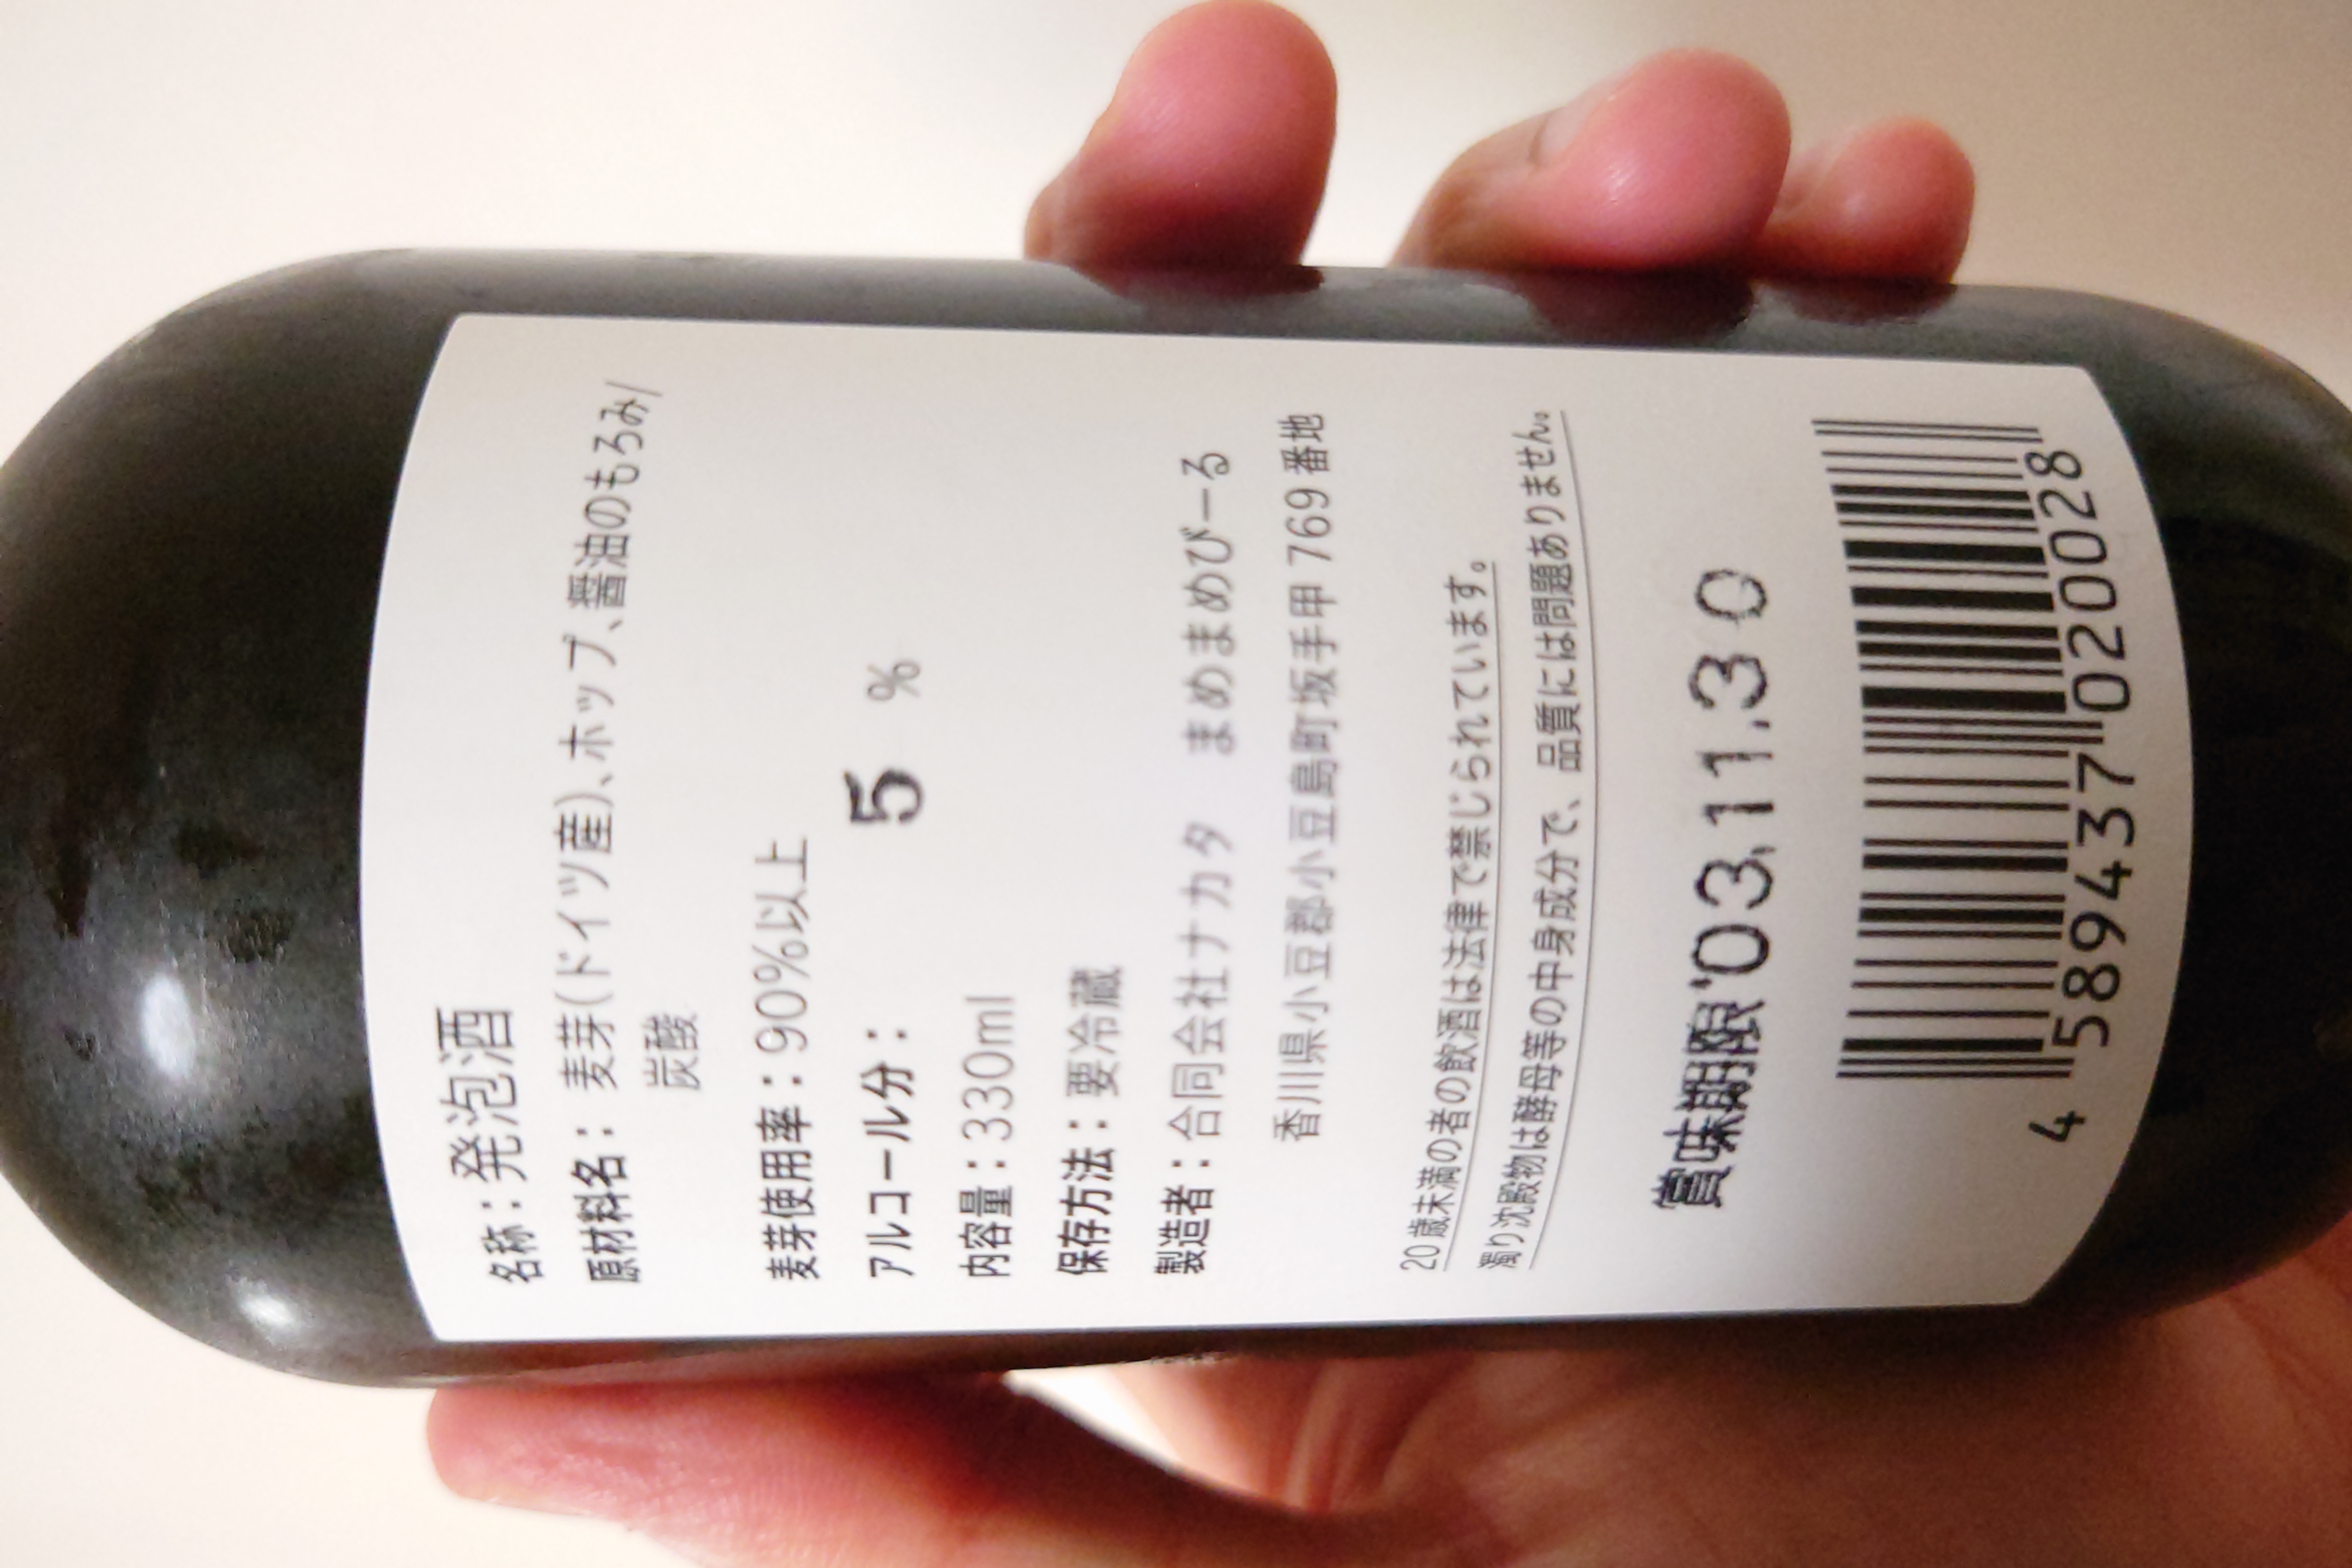 名称：発泡酒
原材料名：麦芽(ドイツ産)、ホップ、醤油のもろみ/
炭酸
麦芽使用率：90%以上
アルコール分： 5 %
内容量：330ml
保存方法：要冷蔵
製造者：合同会社ナカタ まめまめびーる
香川県小豆郡小豆島町坂手甲 769 番地
20 歳未満の者の飲酒は法律で禁じられています。
濁り沈殿物は酵母等の中身成分で、品質には問題ありません。
賞味期限'03.11.30
4 589437 020028